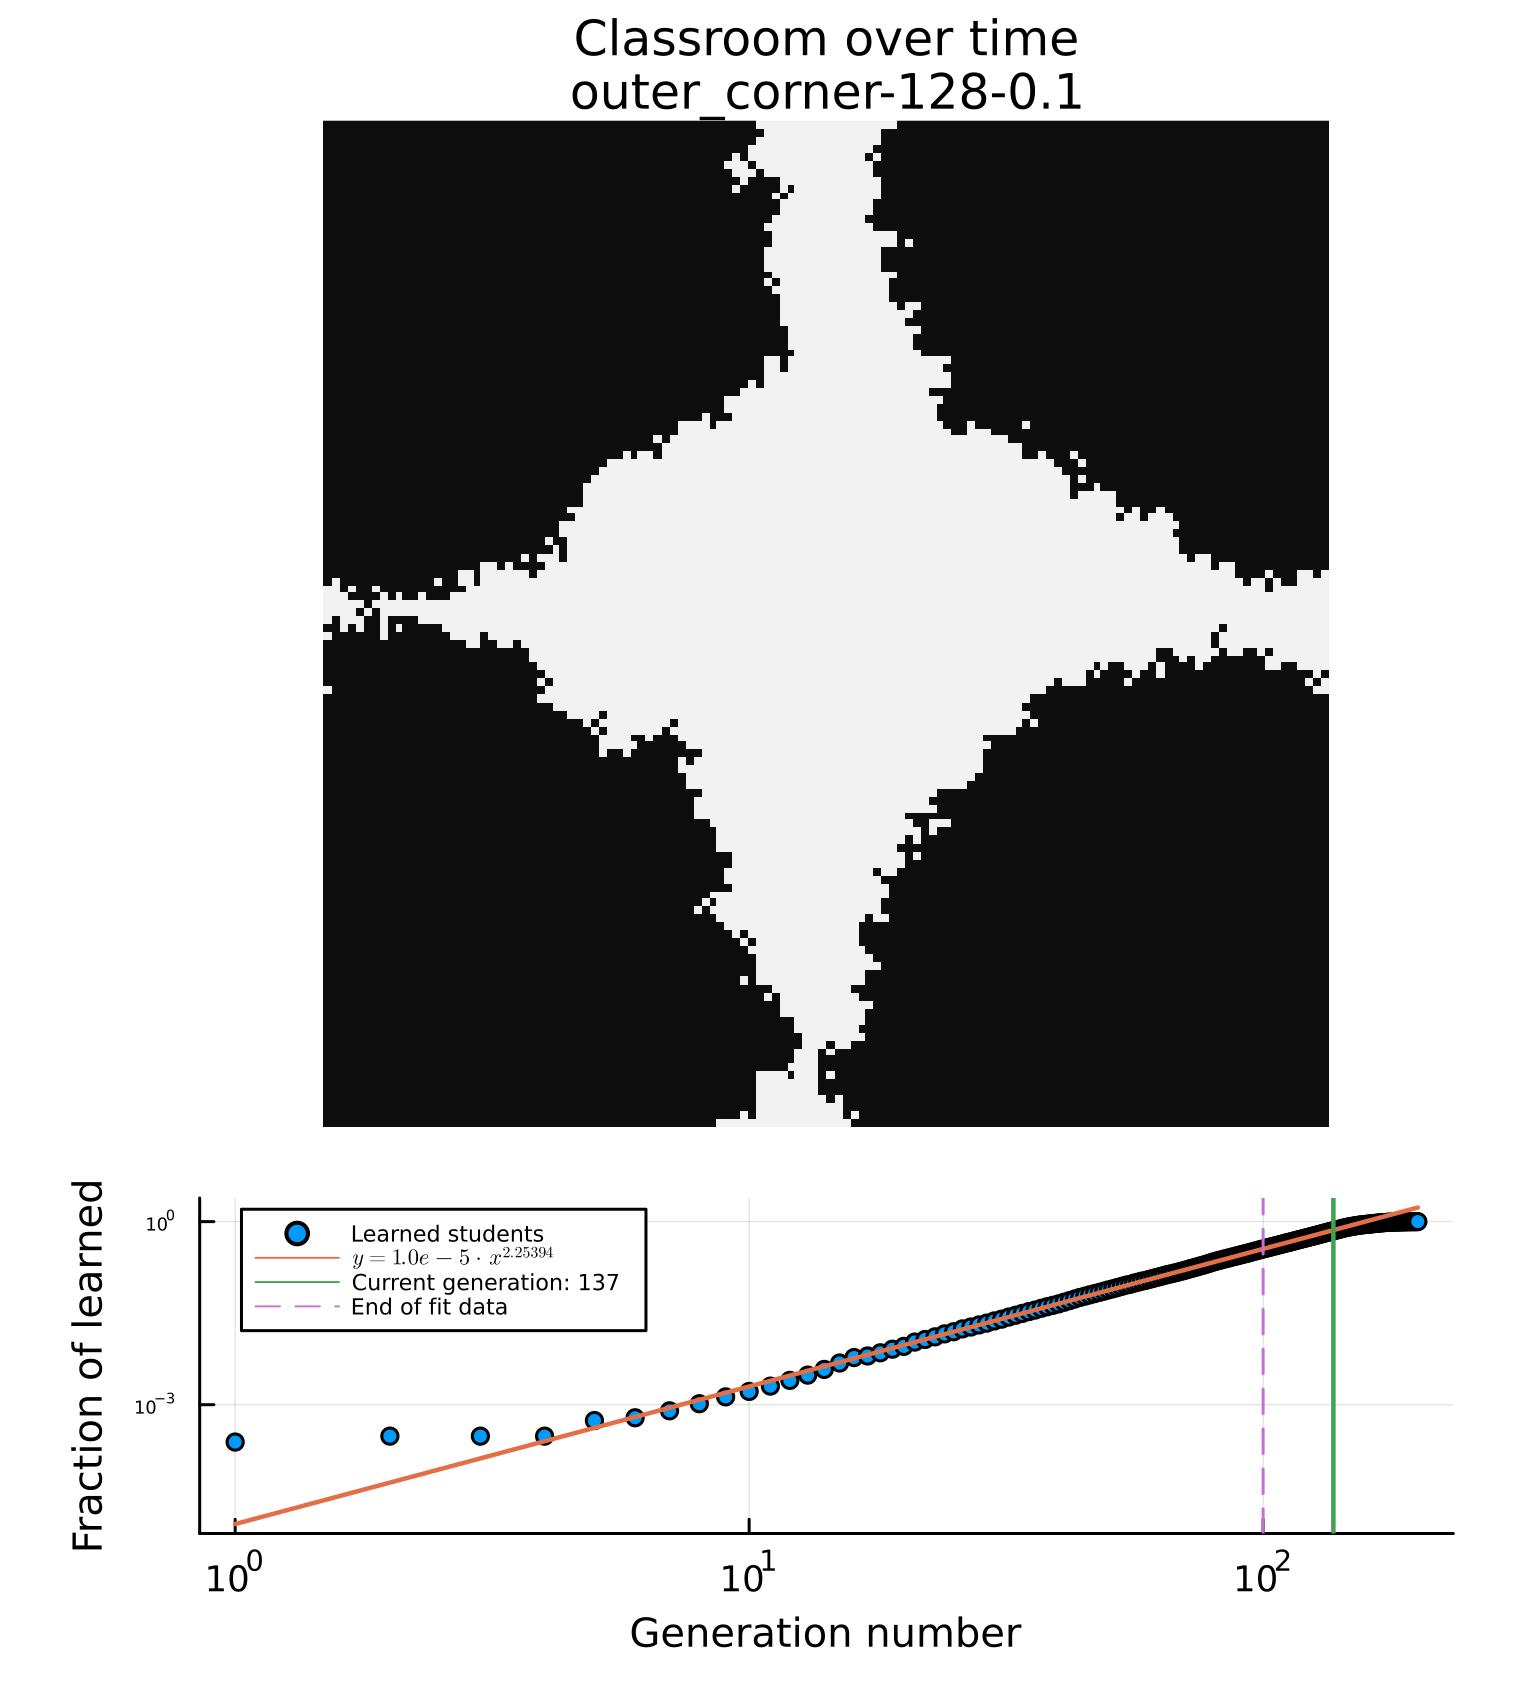 Classroom over time
outer_corner-128-0.1
Fraction of learned
10^0
10^-3
Learned students
y = 1.0e − 5 · x^2.25394
Current generation: 137
End of fit data
10^0
10^1
10^2
Generation number